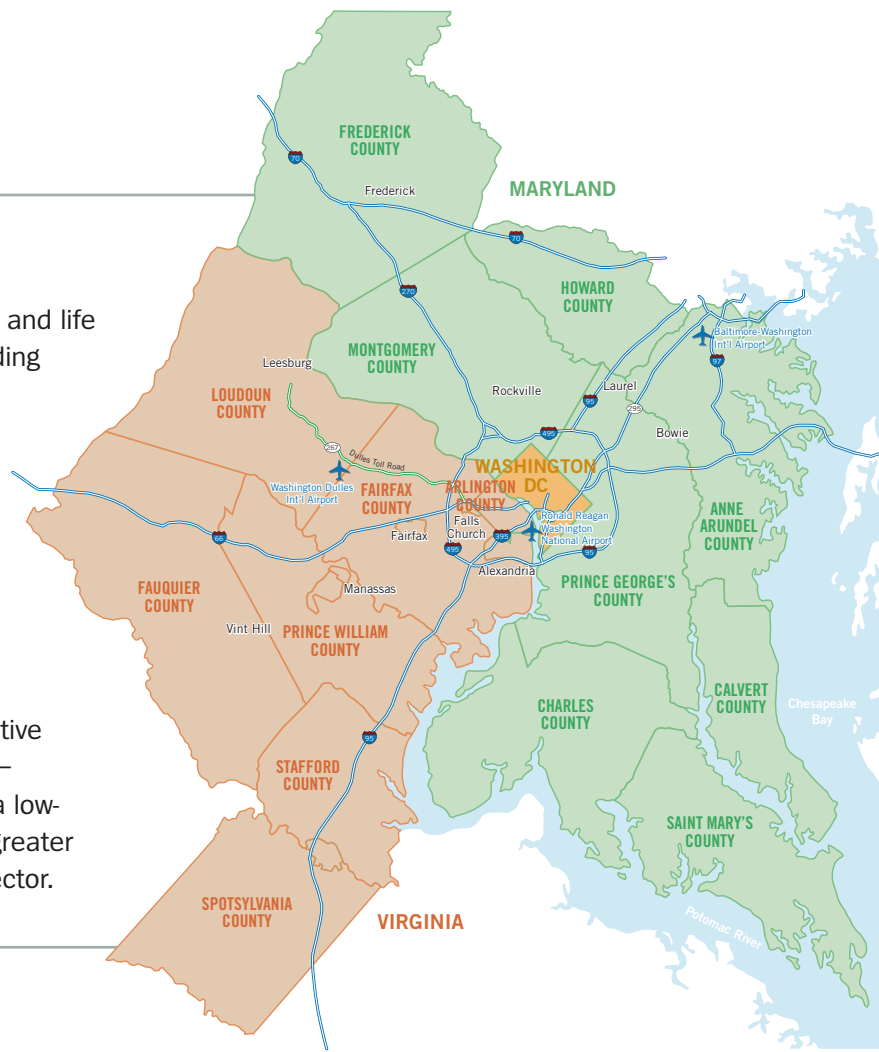 and life
ding
tive
–
a low-
greater
ector.
FREDERICK
COUNTY
70
Frederick
MARYLAND
70
HOWARD
COUNTY
270
MONTGOMERY
COUNTY
Baltimore-Washington
Int'l Airport
97
Leesburg
LOUDOUN
COUNTY
Rockville
Laurel
95
295
Bowie
495
267
Dulles Toll Road
Washington Dulles
Int'l Airport
WASHINGTON
DC
FAIRFAX
COUNTY
ARLINGTON
COUNTY
Falls
Church
Fairfax
395
495
Ronald Reagan
Washington
National Airport
95
Alexandria
ANNE
ARUNDEL
COUNTY
66
FAUQUIER
COUNTY
Manassas
Vint Hill
PRINCE WILLIAM
COUNTY
PRINCE GEORGE'S
COUNTY
CHARLES
COUNTY
CALVERT
COUNTY
Chesapeake
Bay
95
STAFFORD
COUNTY
SAINT MARY'S
COUNTY
SPOTSYLVANIA
COUNTY
VIRGINIA
Potomac River